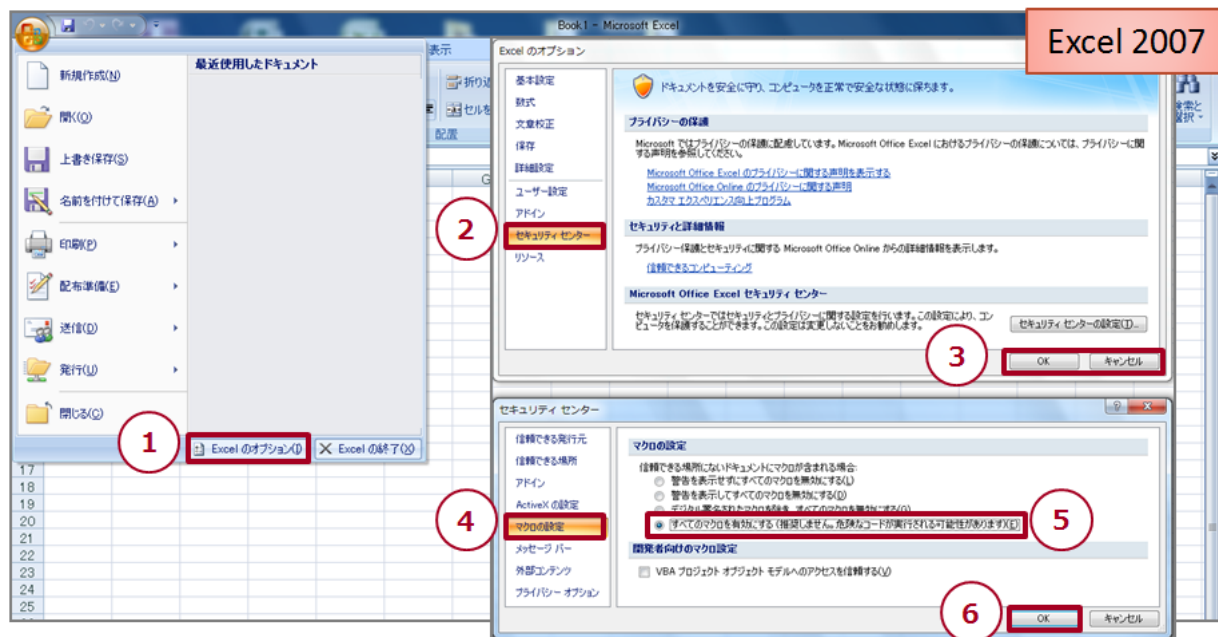 Book1 - Microsoft Excel
Excel 2007
表示
折り返
セルを
配置
検索と
選択
G
最近使用したドキュメント
新規作成(N)
開く(O)
上書き保存(S)
名前を付けて保存(A)
印刷(P)
配布準備(E)
送信(D)
発行(U)
閉じる(C)
1
Excel のオプション(I)
Excel の終了(X)
17
18
19
20
21
22
23
24
25
Excel のオプション
基本設定
数式
文章校正
保存
詳細設定
ユーザー設定
アドイン
2
セキュリティ センター
リソース
ドキュメントを安全に守り、コンピュータを正常で安全な状態に保ちます。
プライバシーの保護
Microsoft ではプライバシーの保護に配慮しています。Microsoft Office Excel におけるプライバシーの保護については、プライバシーに関
する声明を参照してください。
Microsoft Office Excel のプライバシーに関する声明を表示する
Microsoft Office Online のプライバシーに関する声明
カスタマ エクスペリエンス向上プログラム
セキュリティと詳細情報
プライバシー保護とセキュリティに関する Microsoft Office Online からの詳細情報を表示します。
信頼できるコンピューティング
Microsoft Office Excel セキュリティ センター
セキュリティ センターではセキュリティとプライバシーに関する設定を行います。この設定により、コン
ピュータを保護することができます。この設定は変更しないことをお勧めします。
セキュリティ センターの設定(T)...
3
OK
キャンセル
セキュリティ センター
信頼できる発行元
信頼できる場所
アドイン
ActiveX の設定
4
マクロの設定
メッセージ バー
外部コンテンツ
プライバシー オプション
マクロの設定
信頼できる場所にないドキュメントにマクロが含まれる場合:
警告を表示せずにすべてのマクロを無効にする(L)
警告を表示してすべてのマクロを無効にする(D)
デジタル署名されたマクロを除き、すべてのマクロを無効にする(G)
すべてのマクロを有効にする (推奨しません。危険なコードが実行される可能性があります)(E)
5
開発者向けのマクロ設定
VBA プロジェクト オブジェクト モデルへのアクセスを信頼する(V)
6
OK
キャンセル